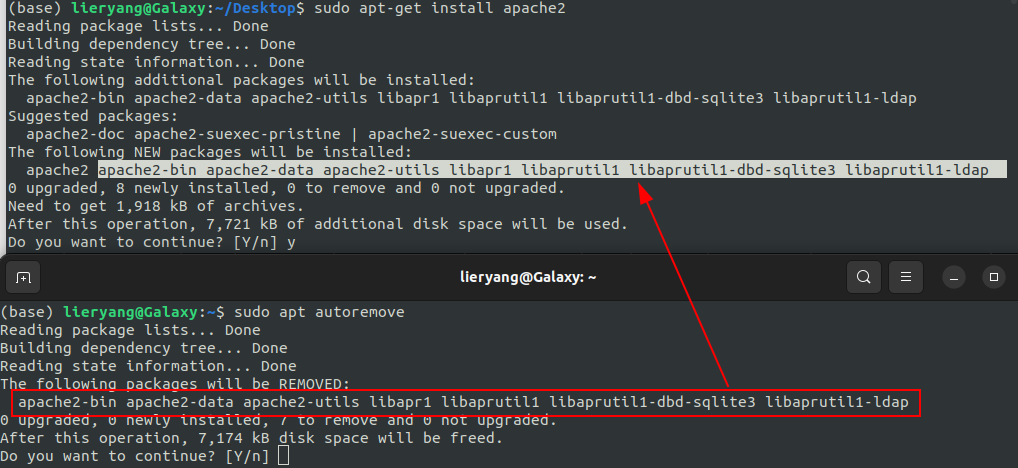 (base) lieryang@Galaxy:~/Desktop$ sudo apt-get install apache2
Reading package lists... Done
Building dependency tree... Done
Reading state information... Done
The following additional packages will be installed:
  apache2-bin apache2-data apache2-utils libapr1 libaprutil1 libaprutil1-dbd-sqlite3 libaprutil1-ldap
Suggested packages:
  apache2-doc apache2-suexec-pristine | apache2-suexec-custom
The following NEW packages will be installed:
  apache2 apache2-bin apache2-data apache2-utils libapr1 libaprutil1 libaprutil1-dbd-sqlite3 libaprutil1-ldap
0 upgraded, 8 newly installed, 0 to remove and 0 not upgraded.
Need to get 1,918 kB of archives.
After this operation, 7,721 kB of additional disk space will be used.
Do you want to continue? [Y/n] y
lieryang@Galaxy: ~
(base) lieryang@Galaxy:~$ sudo apt autoremove
Reading package lists... Done
Building dependency tree... Done
Reading state information... Done
The following packages will be REMOVED:
  apache2-bin apache2-data apache2-utils libapr1 libaprutil1 libaprutil1-dbd-sqlite3 libaprutil1-ldap
0 upgraded, 0 newly installed, 7 to remove and 0 not upgraded.
After this operation, 7,174 kB disk space will be freed.
Do you want to continue? [Y/n]